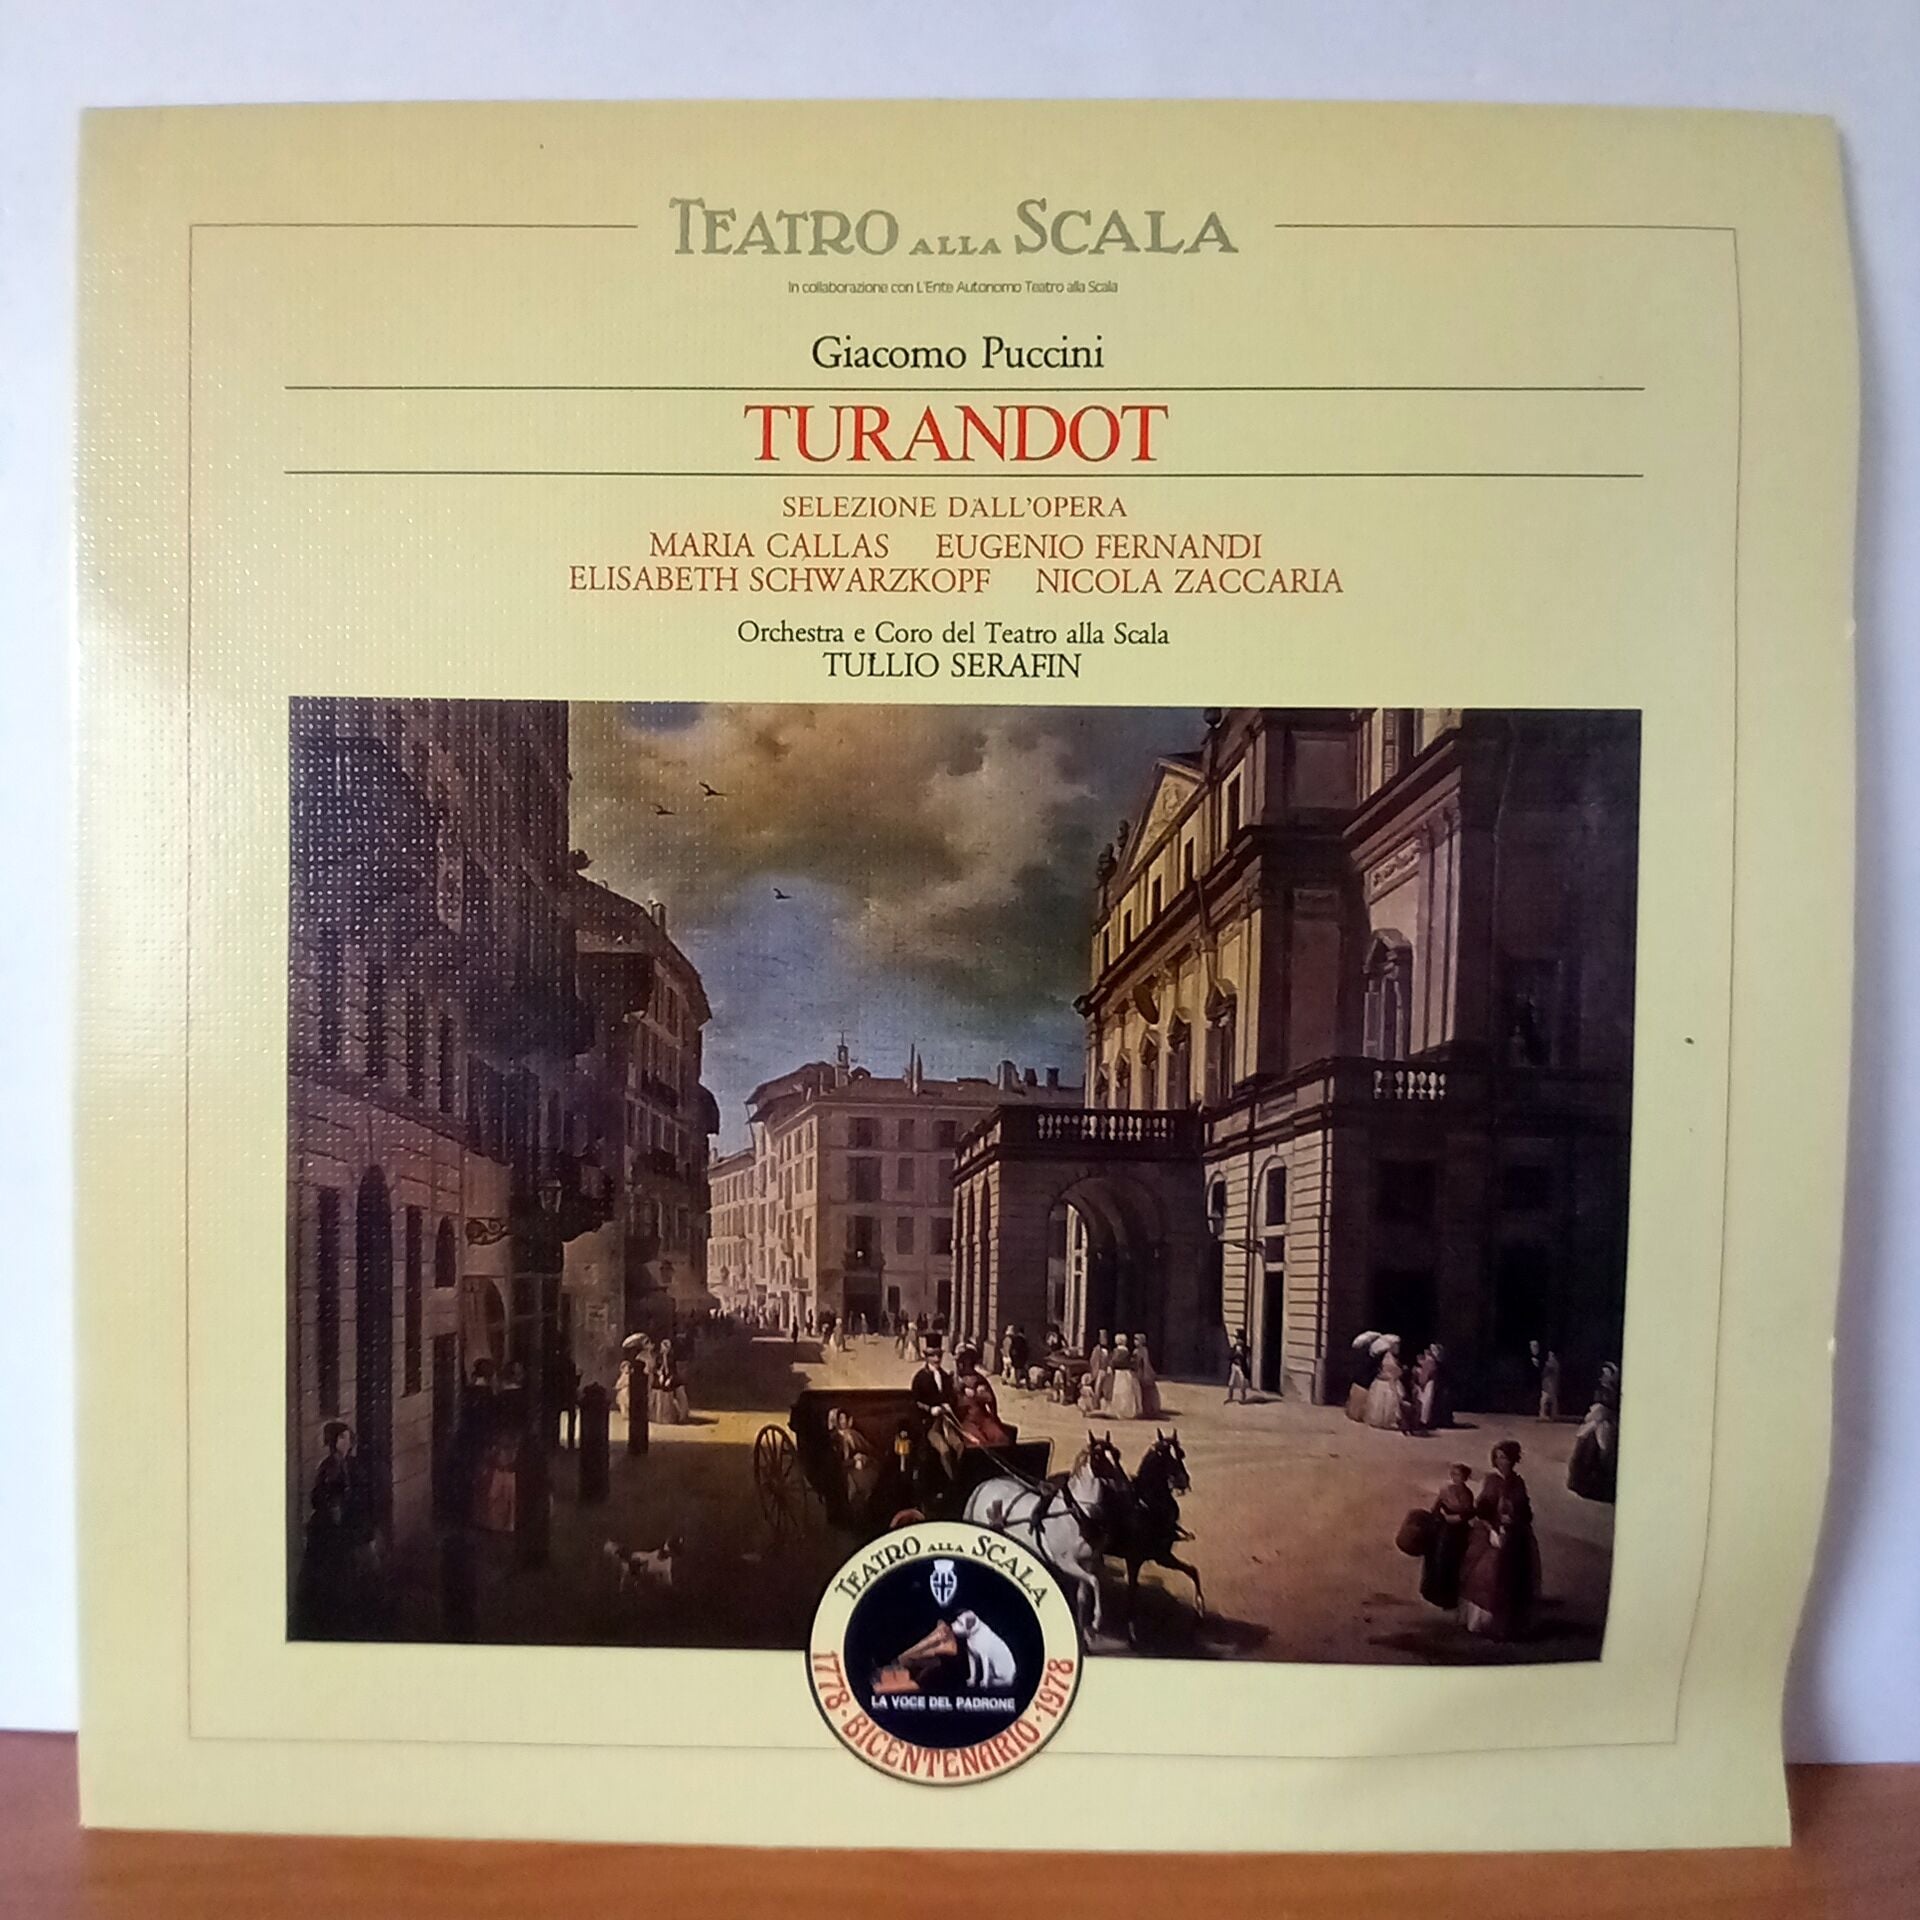 TEATRO ALLA SCALA
In collaborazione con L'Ente Autonomo Teatro alla Scala
Giacomo Puccini
TURANDOT
SELEZIONE DALL'OPERA
MARIA CALLAS EUGENIO FERNANDI
ELISABETH SCHWARZKOPF NICOLA ZACCARIA
Orchestra e Coro del Teatro alla Scala
TULLIO SERAFIN
TEATRO ALLA SCALA
LA VOCE DEL PADRONE
1778 · BICENTENARIO · 1978